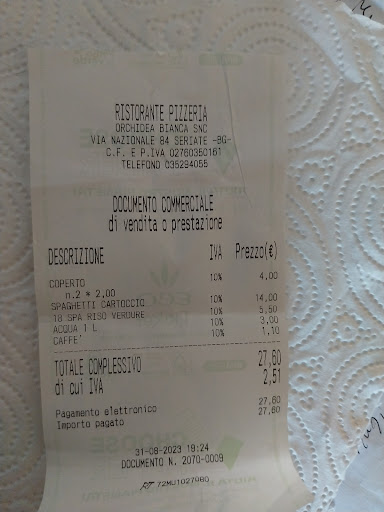 RISTORANTE PIZZERIA
ORCHIDEA BIANCA SNC
VIA NAZIONALE 84 SERIATE -BG-
C.F. E P.IVA 02760350161
TELEFONO 035294055
DOCUMENTO COMMERCIALE
di vendita o prestazione
DESCRIZIONE IVA Prezzo(€)
COPERTO 10% 4,00
n.2 * 2,00
SPAGHETTI CARTOCCIO 10% 14,00
18 SPA RISO VERDURE 10% 5,50
ACQUA 1 L 10% 3,00
CAFFE' 10% 1,10
TOTALE COMPLESSIVO 27,60
di cui IVA 2,51
Pagamento elettronico 27,60
Importo pagato 27,60
31-08-2023 19:24
DOCUMENTO N. 2070-0009
RT 72MU1027980